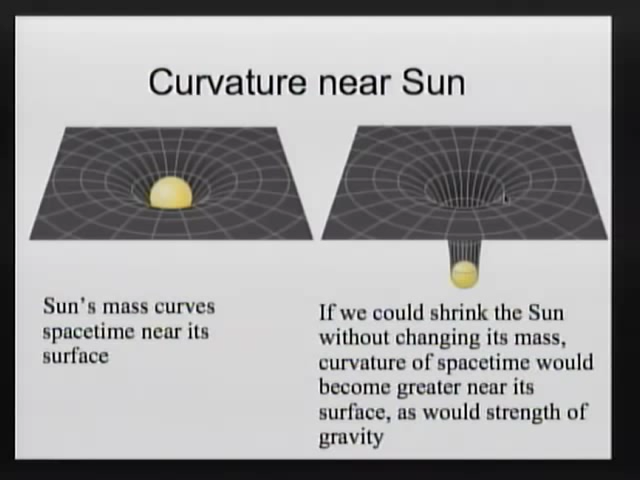 Curvature near Sun
Sun's mass curves
spacetime near its
surface
If we could shrink the Sun
without changing its mass,
curvature of spacetime would
become greater near its
surface, as would strength of
gravity